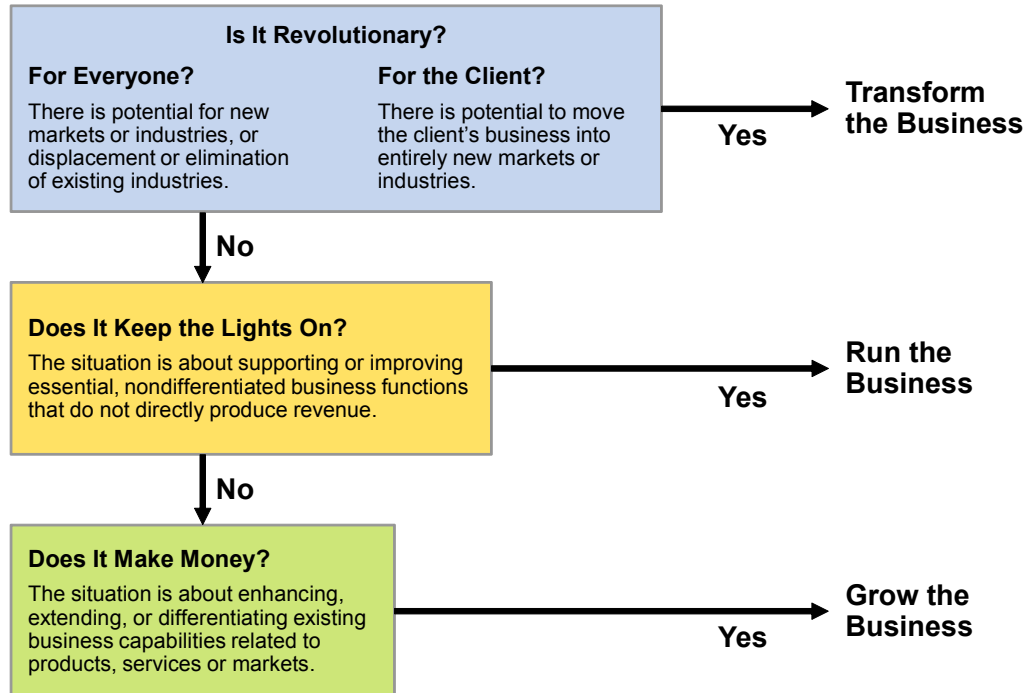 Is It Revolutionary?
For Everyone?
There is potential for new
markets or industries, or
displacement or elimination
of existing industries.
For the Client?
There is potential to move
the client's business into
entirely new markets or
industries.
Yes
Transform
the Business
No
Does It Keep the Lights On?
The situation is about supporting or improving
essential, nondifferentiated business functions
that do not directly produce revenue.
Yes
Run the
Business
No
Does It Make Money?
The situation is about enhancing,
extending, or differentiating existing
business capabilities related to
products, services or markets.
Yes
Grow the
Business